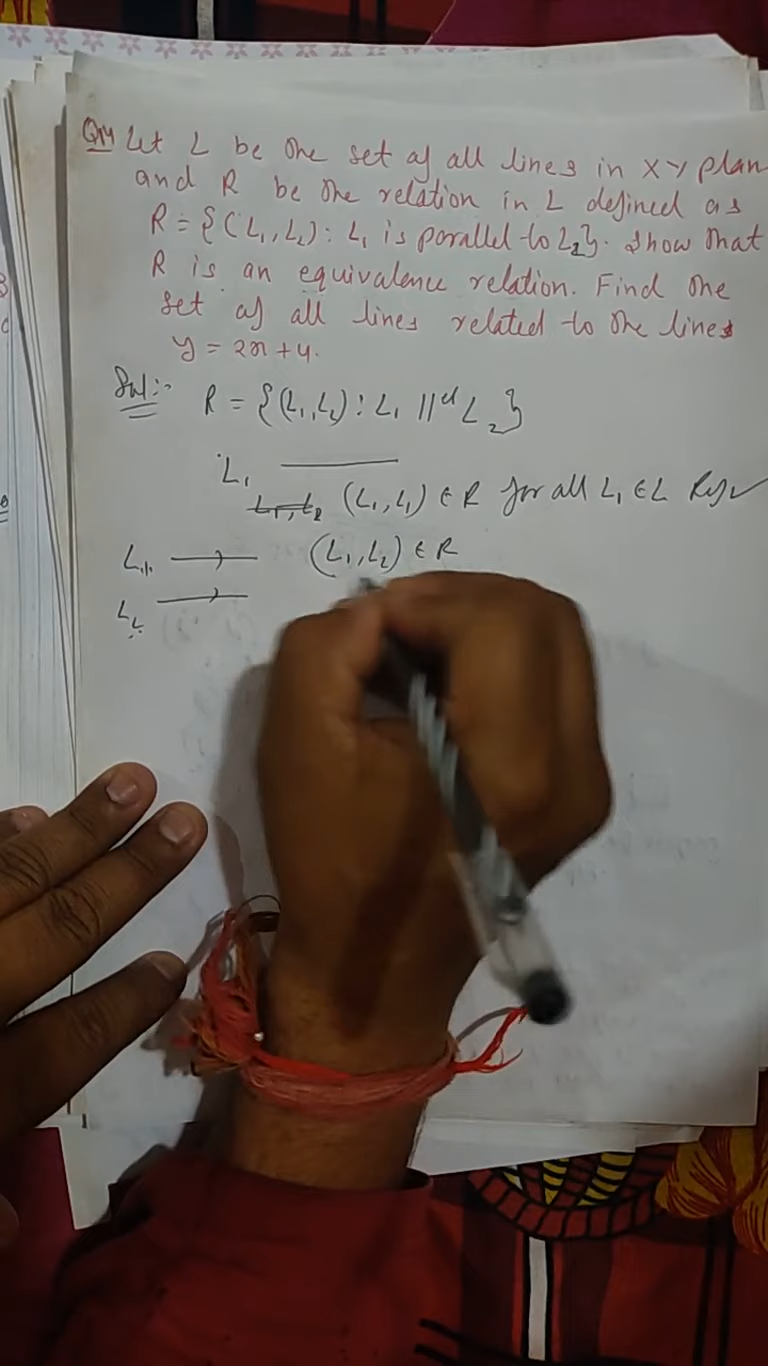 Q14 Let L be the set of all lines in XY plan
and R be the relation in L defined as
R = {(L₁, L₂) : L₁ is parallel to L₂}. Show that
R is an equivalence relation. Find the
set of all lines related to the lines
y = 2x + 4.
Sol:- R = {(L₁, L₂) : L₁ ||el L₂}
L₁
L₁, L₂ (L₁, L₁) ∈ R for all L₁ ∈ L
L₁ (L₁, L₂) ∈ R
L₂